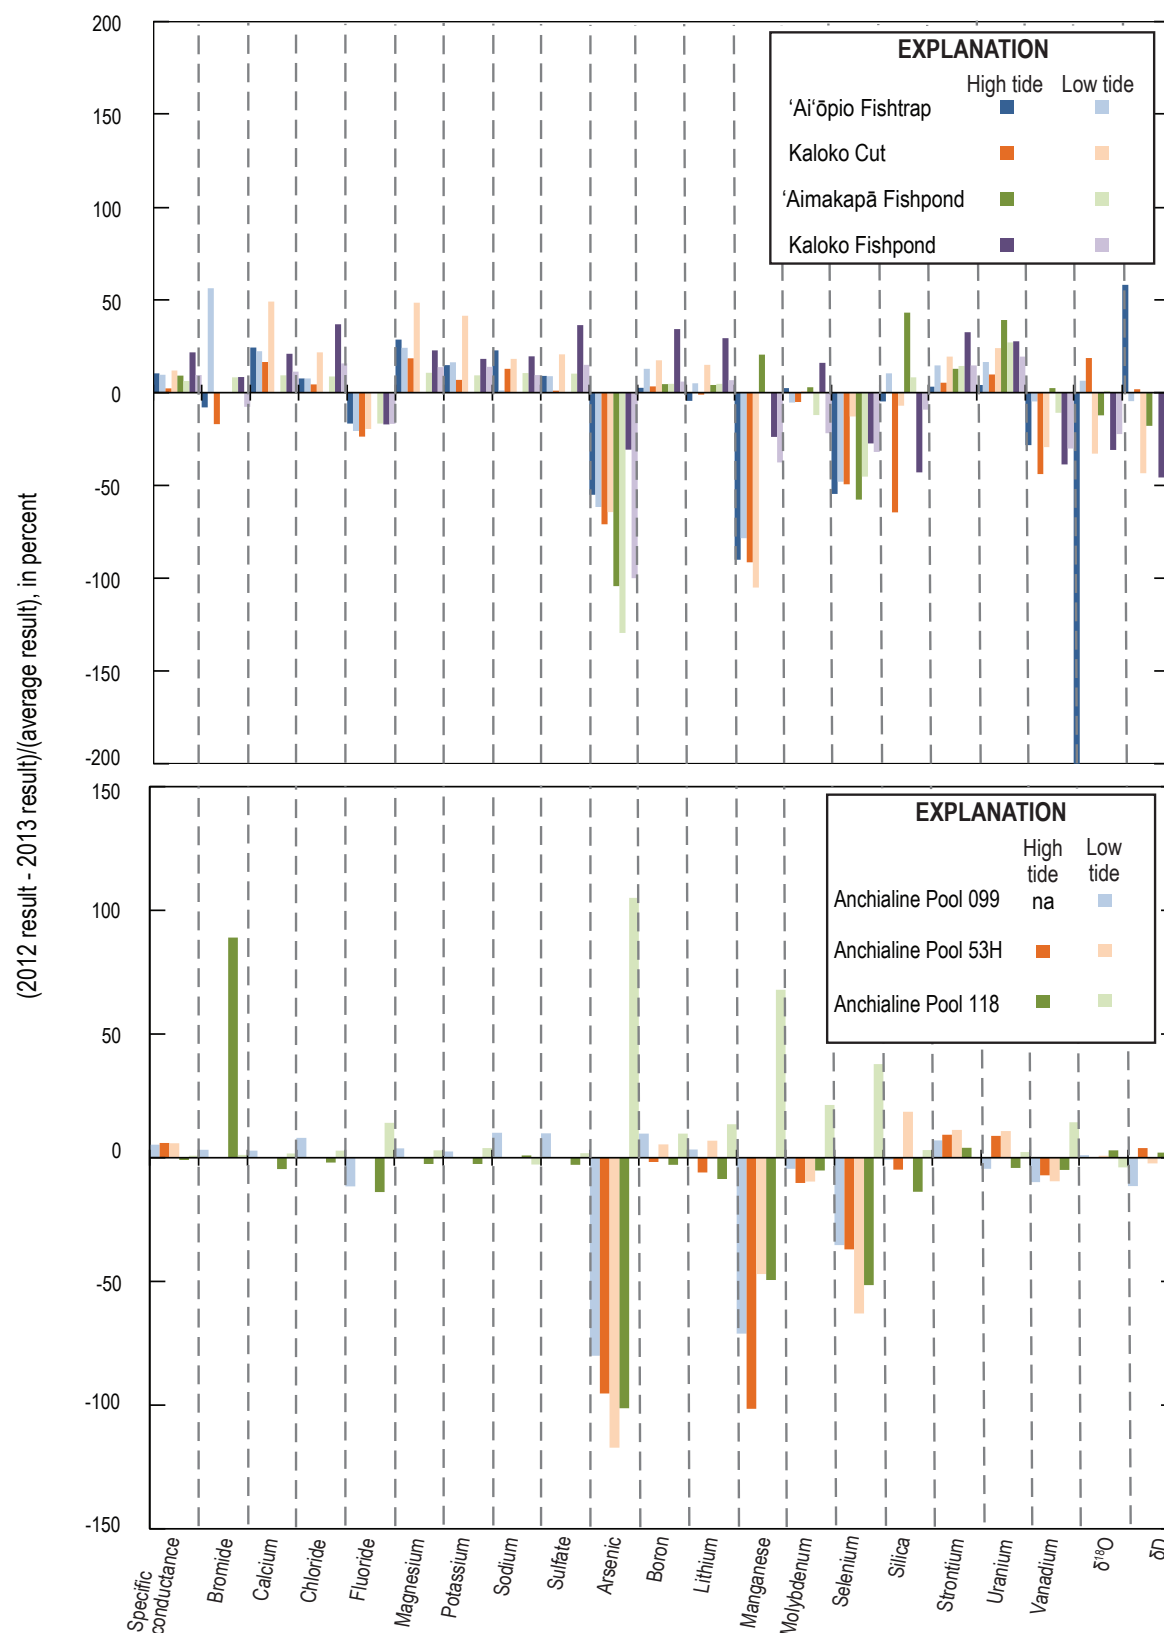 (2012 result - 2013 result)/(average result), in percent
200
150
100
50
0
-50
-100
-150
-200
EXPLANATION
High tide Low tide
ʻAiʻōpio Fishtrap
Kaloko Cut
ʻAimakapā Fishpond
Kaloko Fishpond
150
100
50
0
-50
-100
-150
EXPLANATION
High tide Low tide
Anchialine Pool 099 na
Anchialine Pool 53H
Anchialine Pool 118
Specific conductance
Bromide
Calcium
Chloride
Fluoride
Magnesium
Potassium
Sodium
Sulfate
Arsenic
Boron
Lithium
Manganese
Molybdenum
Selenium
Silica
Strontium
Uranium
Vanadium
δ¹⁸O
δD